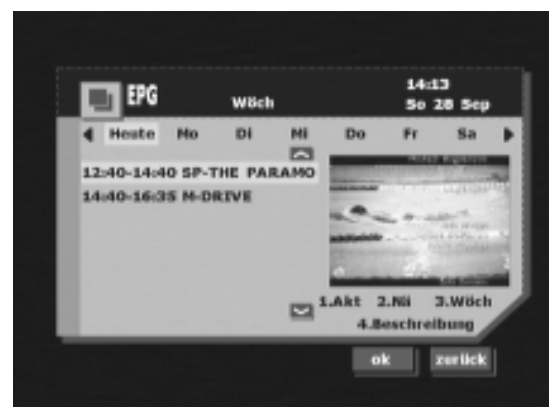 EPG
Wöch
14:13
So 28 Sep
Heute Mo Di Mi Do Fr Sa
12:40-14:40 SP-THE PARAMO
14:40-16:35 M-DRIVE
1.Akt 2.Nä 3.Wöch
4.Beschreibung
ok zurück